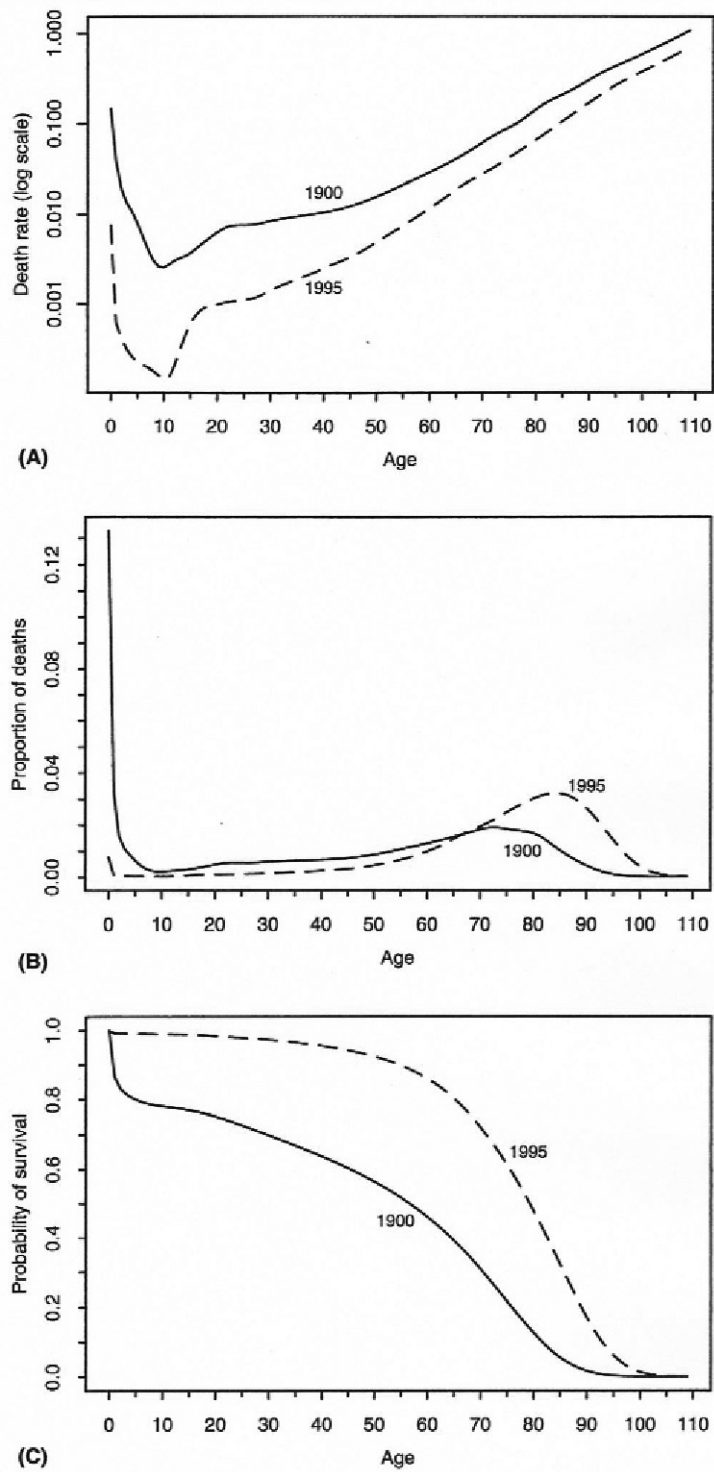 1.000
0.100
0.010
0.001
Death rate (log scale)
1900
1995
0 10 20 30 40 50 60 70 80 90 100 110
Age
(A)
0.12
0.08
0.04
0.00
Proportion of deaths
1995
1900
0 10 20 30 40 50 60 70 80 90 100 110
Age
(B)
1.0
0.8
0.6
0.4
0.2
0.0
Probability of survival
1995
1900
0 10 20 30 40 50 60 70 80 90 100 110
Age
(C)